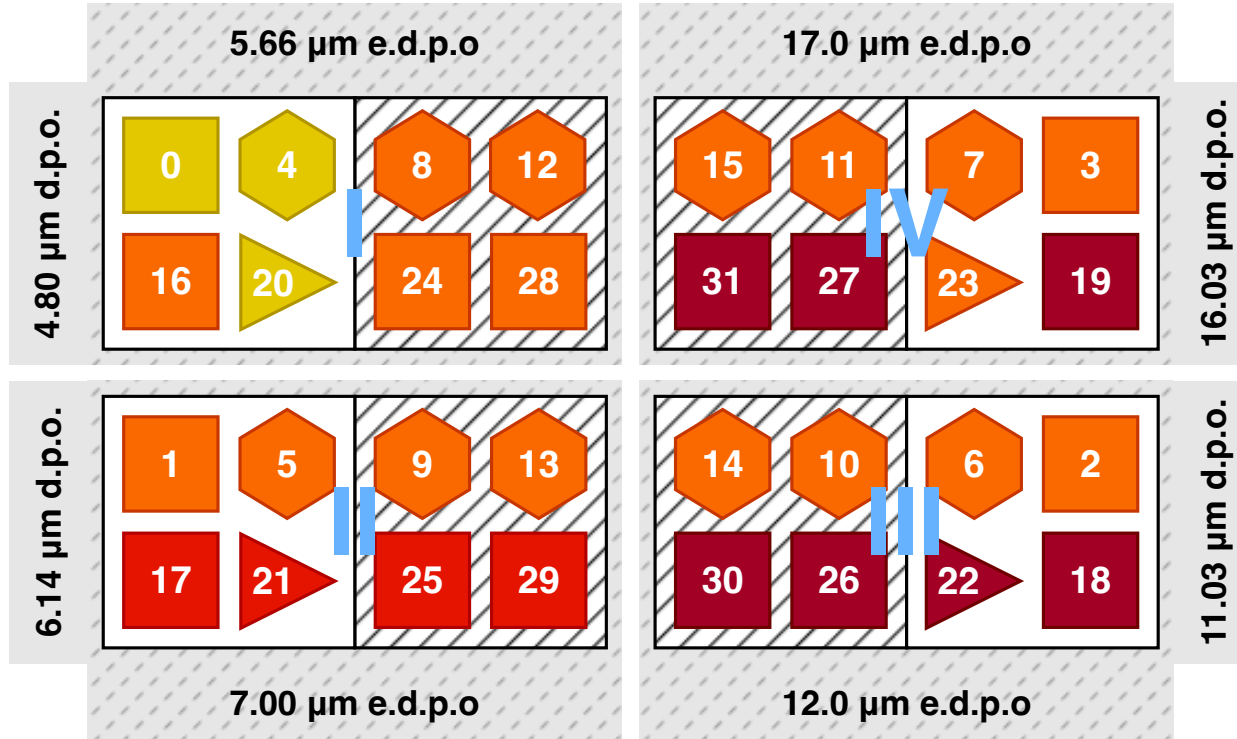 5.66 µm e.d.p.o
17.0 µm e.d.p.o
4.80 µm d.p.o.
0 4 8 12
16 20 24 28
I
15 11 7 3
31 27 23 19
IV
16.03 µm d.p.o.
6.14 µm d.p.o.
1 5 9 13
17 21 25 29
II
14 10 6 2
30 26 22 18
III
11.03 µm d.p.o.
7.00 µm e.d.p.o
12.0 µm e.d.p.o